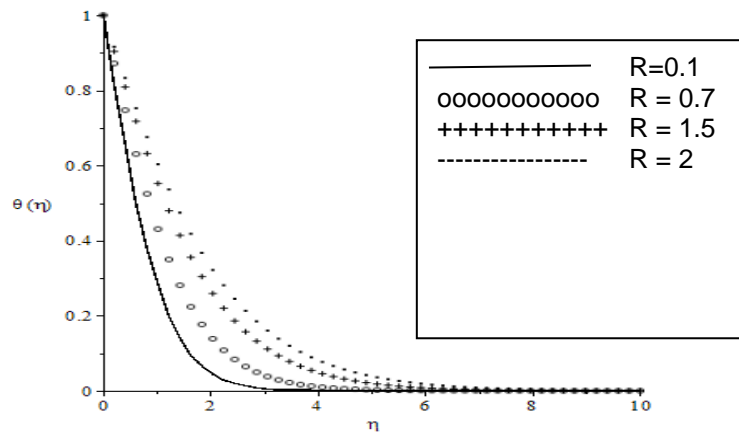 1
0.8
0.6
θ (η)
0.4
0.2
0
0 2 4 6 8 10
η
R=0.1
ooooooooooo R = 0.7
+++++++++++ R = 1.5
----------------- R = 2